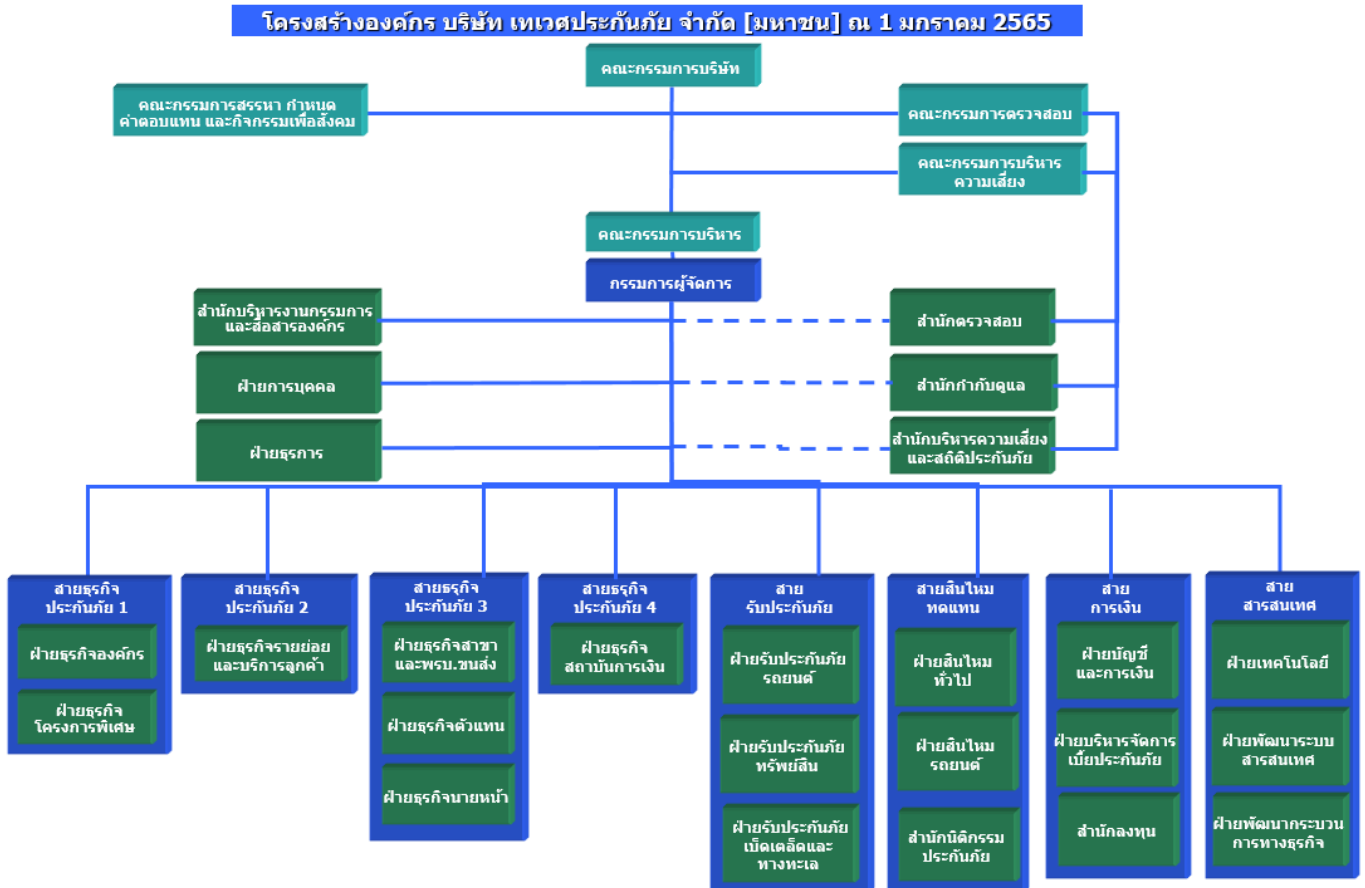 โครงสร้างองค์กร บริษัท เทเวศประกันภัย จำกัด [มหาชน] ณ 1 มกราคม 2565
คณะกรรมการบริษัท
คณะกรรมการสรรหา กำหนด
ค่าตอบแทน และกิจกรรมเพื่อสังคม
คณะกรรมการตรวจสอบ
คณะกรรมการบริหาร
ความเสี่ยง
คณะกรรมการบริหาร
กรรมการผู้จัดการ
สำนักบริหารงานกรรมการ
และสื่อสารองค์กร
สำนักตรวจสอบ
ฝ่ายการบุคคล
สำนักกำกับดูแล
ฝ่ายธุรการ
สำนักบริหารความเสี่ยง
และสถิติประกันภัย
สายธุรกิจ
ประกันภัย 1
ฝ่ายธุรกิจองค์กร
ฝ่ายธุรกิจ
โครงการพิเศษ
สายธุรกิจ
ประกันภัย 2
ฝ่ายธุรกิจรายย่อย
และบริการลูกค้า
สายธุรกิจ
ประกันภัย 3
ฝ่ายธุรกิจสาขา
และพรบ.ขนส่ง
ฝ่ายธุรกิจตัวแทน
ฝ่ายธุรกิจนายหน้า
สายธุรกิจ
ประกันภัย 4
ฝ่ายธุรกิจ
สถาบันการเงิน
สาย
รับประกันภัย
ฝ่ายรับประกันภัย
รถยนต์
ฝ่ายรับประกันภัย
ทรัพย์สิน
ฝ่ายรับประกันภัย
เบ็ดเตล็ดและ
ทางทะเล
สายสินไหม
ทดแทน
ฝ่ายสินไหม
ทั่วไป
ฝ่ายสินไหม
รถยนต์
สำนักนิติกรรม
ประกันภัย
สาย
การเงิน
ฝ่ายบัญชี
และการเงิน
ฝ่ายบริหารจัดการ
เบี้ยประกันภัย
สำนักลงทุน
สาย
สารสนเทศ
ฝ่ายเทคโนโลยี
ฝ่ายพัฒนาระบบ
สารสนเทศ
ฝ่ายพัฒนากระบวน
การทางธุรกิจ